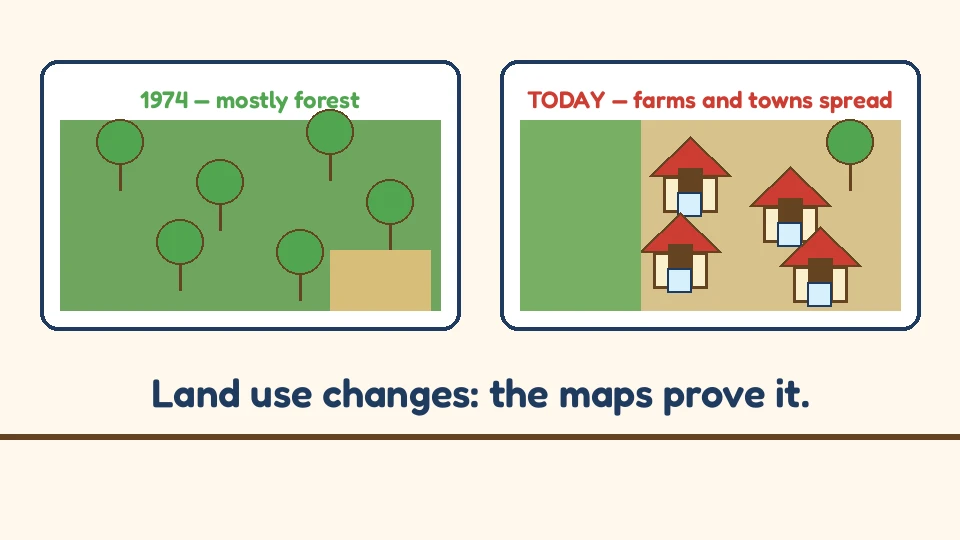 1974 – mostly forest
TODAY – farms and towns spread
Land use changes: the maps prove it.